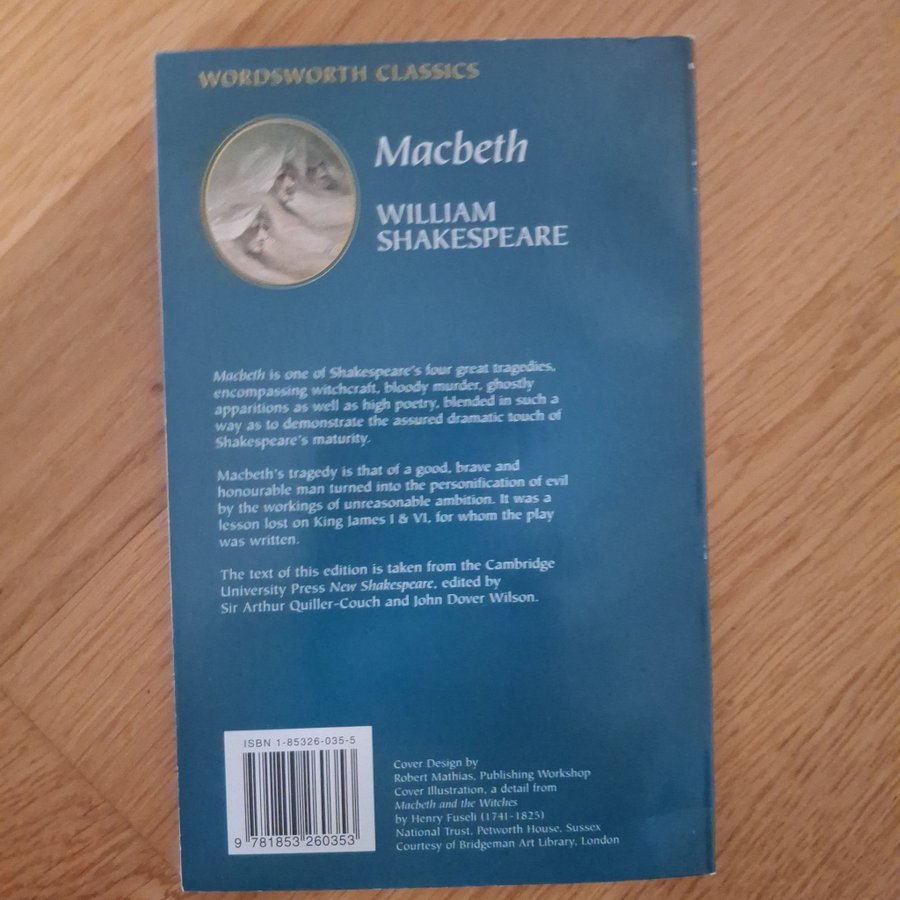 WORDSWORTH CLASSICS
Macbeth
WILLIAM
SHAKESPEARE
Macbeth is one of Shakespeare's four great tragedies,
encompassing witchcraft, bloody murder, ghostly
apparitions as well as high poetry, blended in such a
way as to demonstrate the assured dramatic touch of
Shakespeare's maturity.
Macbeth's tragedy is that of a good, brave and
honourable man turned into the personification of evil
by the workings of unreasonable ambition. It was a
lesson lost on King James I & VI, for whom the play
was written.
The text of this edition is taken from the Cambridge
University Press New Shakespeare, edited by
Sir Arthur Quiller-Couch and John Dover Wilson.
ISBN 1-85326-035-5
9 781853 260353
Cover Design by
Robert Mathias, Publishing Workshop
Cover Illustration, a detail from
Macbeth and the Witches
by Henry Fuseli (1741-1825)
National Trust, Petworth House, Sussex
Courtesy of Bridgeman Art Library, London